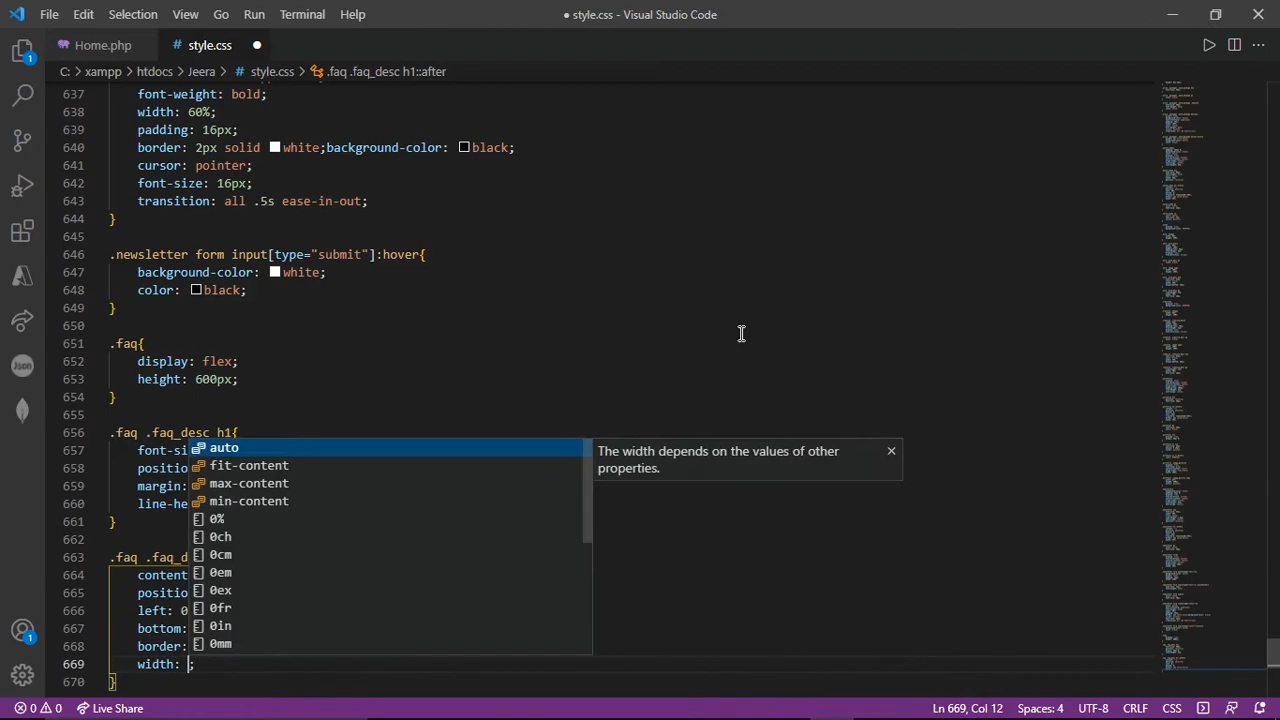 File Edit Selection View Go Run Terminal Help
● style.css - Visual Studio Code
Home.php
# style.css ●
C: > xampp > htdocs > Jeera > # style.css > .faq .faq_desc h1::after
637 font-weight: bold;
638 width: 60%;
639 padding: 16px;
640 border: 2px solid white;background-color: black;
641 cursor: pointer;
642 font-size: 16px;
643 transition: all .5s ease-in-out;
644 }
645
646 .newsletter form input[type="submit"]:hover{
647 background-color: white;
648 color: black;
649 }
650
651 .faq{
652 display: flex;
653 height: 600px;
654 }
655
656 .faq .faq_desc h1{
657 font-si
658 positio
659 margin:
660 line-he
661 }
662
663 .faq .faq_d
664 content
665 positio
666 left: 0
667 bottom:
668 border:
669 width: ;
670 }
auto
fit-content
max-content
min-content
0%
0cm
0em
0ex
0fr
0in
0mm
The width depends on the values of other
properties.
1
1
Json
0 0 Live Share
Ln 669, Col 12 Spaces: 4 UTF-8 CRLF CSS